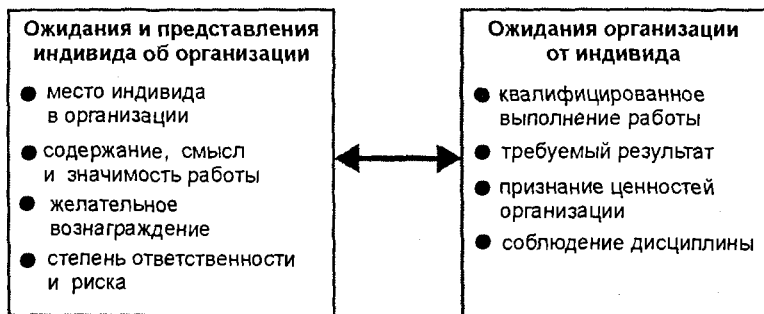 Ожидания и представления
индивида об организации
● место индивида
в организации
● содержание, смысл
и значимость работы
● желательное
вознаграждение
● степень ответственности
и риска
Ожидания организации
от индивида
● квалифицированное
выполнение работы
● требуемый результат
● признание ценностей
организации
● соблюдение дисциплины